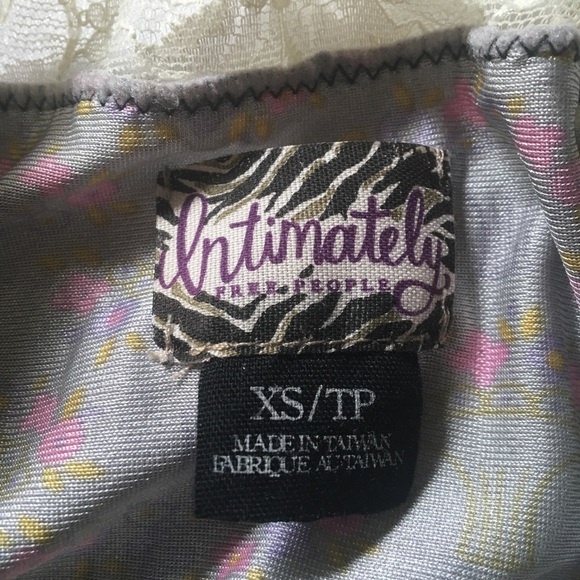 Intimately
FREE PEOPLE
XS/TP
MADE IN TAIWAN
FABRIQUE AU TAIWAN